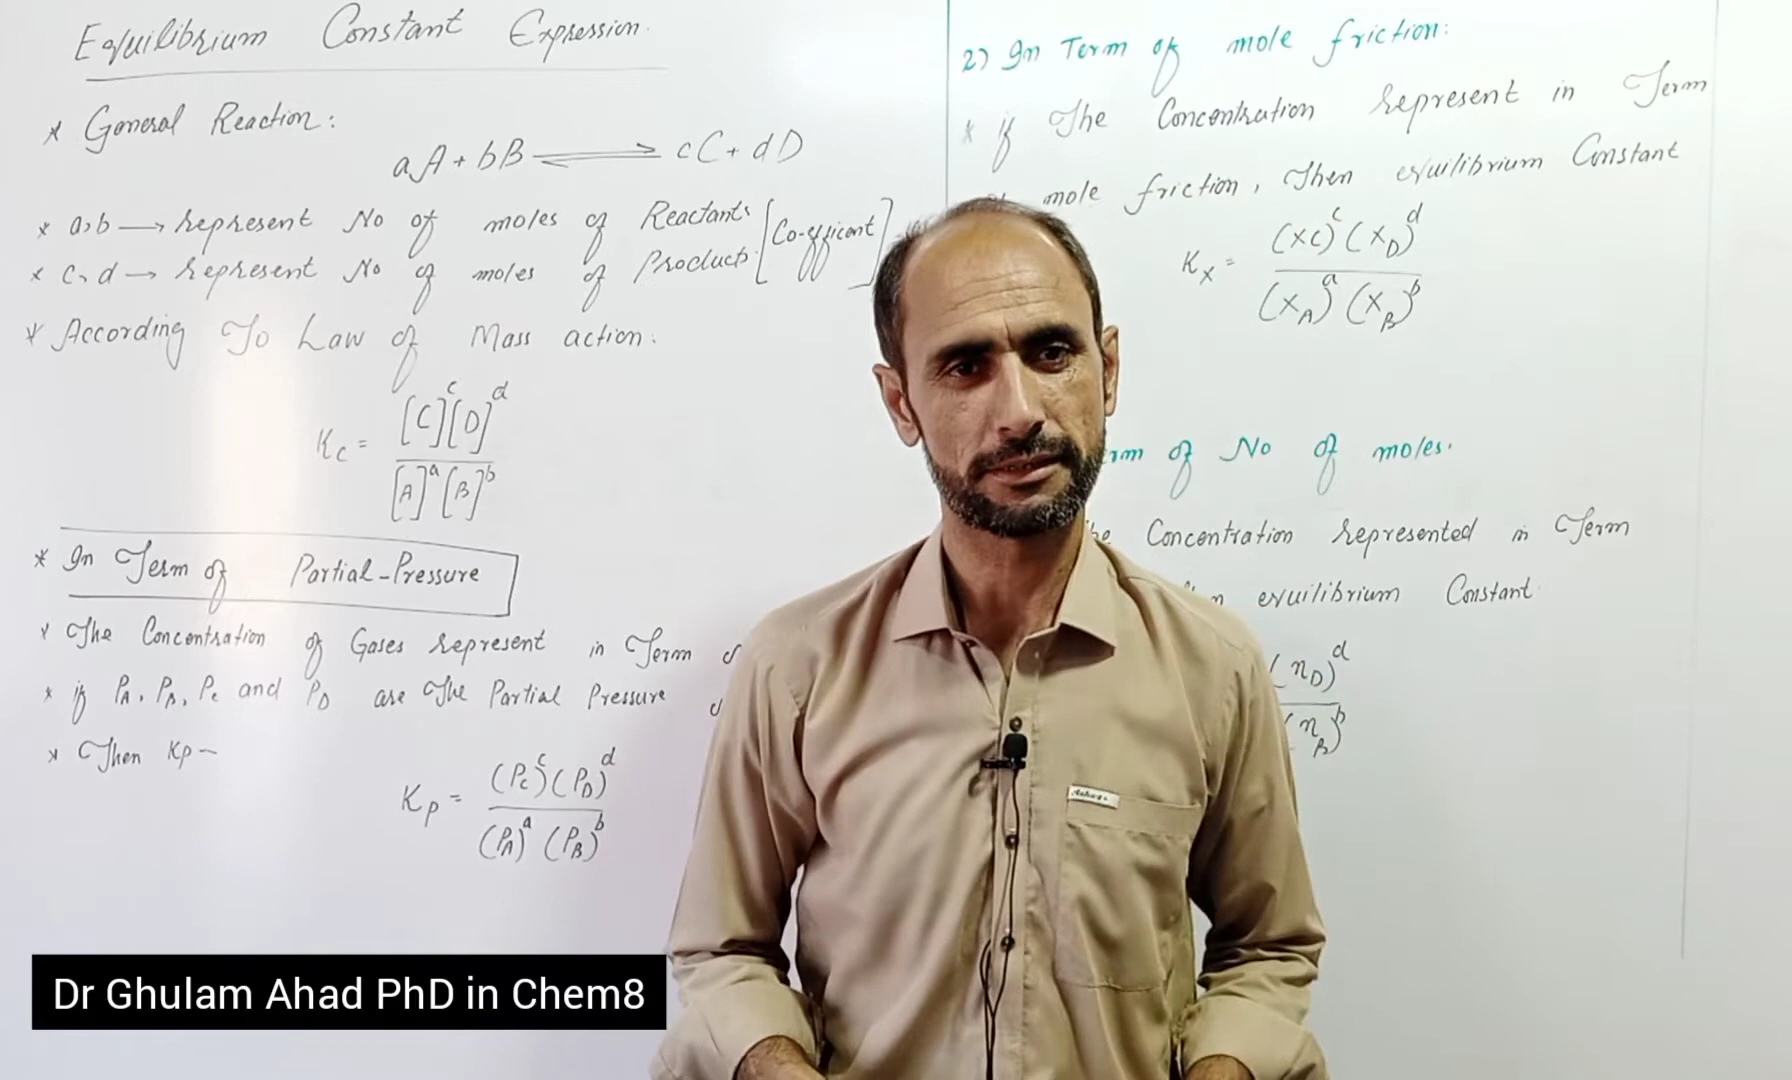 Equilibrium Constant Expression.
* General Reaction:
aA + bB ⇌ cC + dD
* a,b → represent No of moles of Reactants
* C, d → represent No of moles of Products. [Co-efficent]
* According To Law of Mass action:
Kc = [C]^c [D]^d / [A]^a [B]^b
* In Term of Partial-Pressure
* The Concentration of Gases represent in Term
* if PA, PB, Pc and PD are The Partial Pressure
* Then Kp -
Kp = (Pc)^c (PD)^d / (PA)^a (PB)^b
2) In Term of mole friction:
* if The Concentration represent in Term
mole friction, Then equilibrium Constant
Kx = (XC)^c (XD)^d / (XA)^a (XB)^b
of No of moles.
Concentration represented in Term
equilibrium Constant.
(nD)^d
(nB)^b
Dr Ghulam Ahad PhD in Chem8